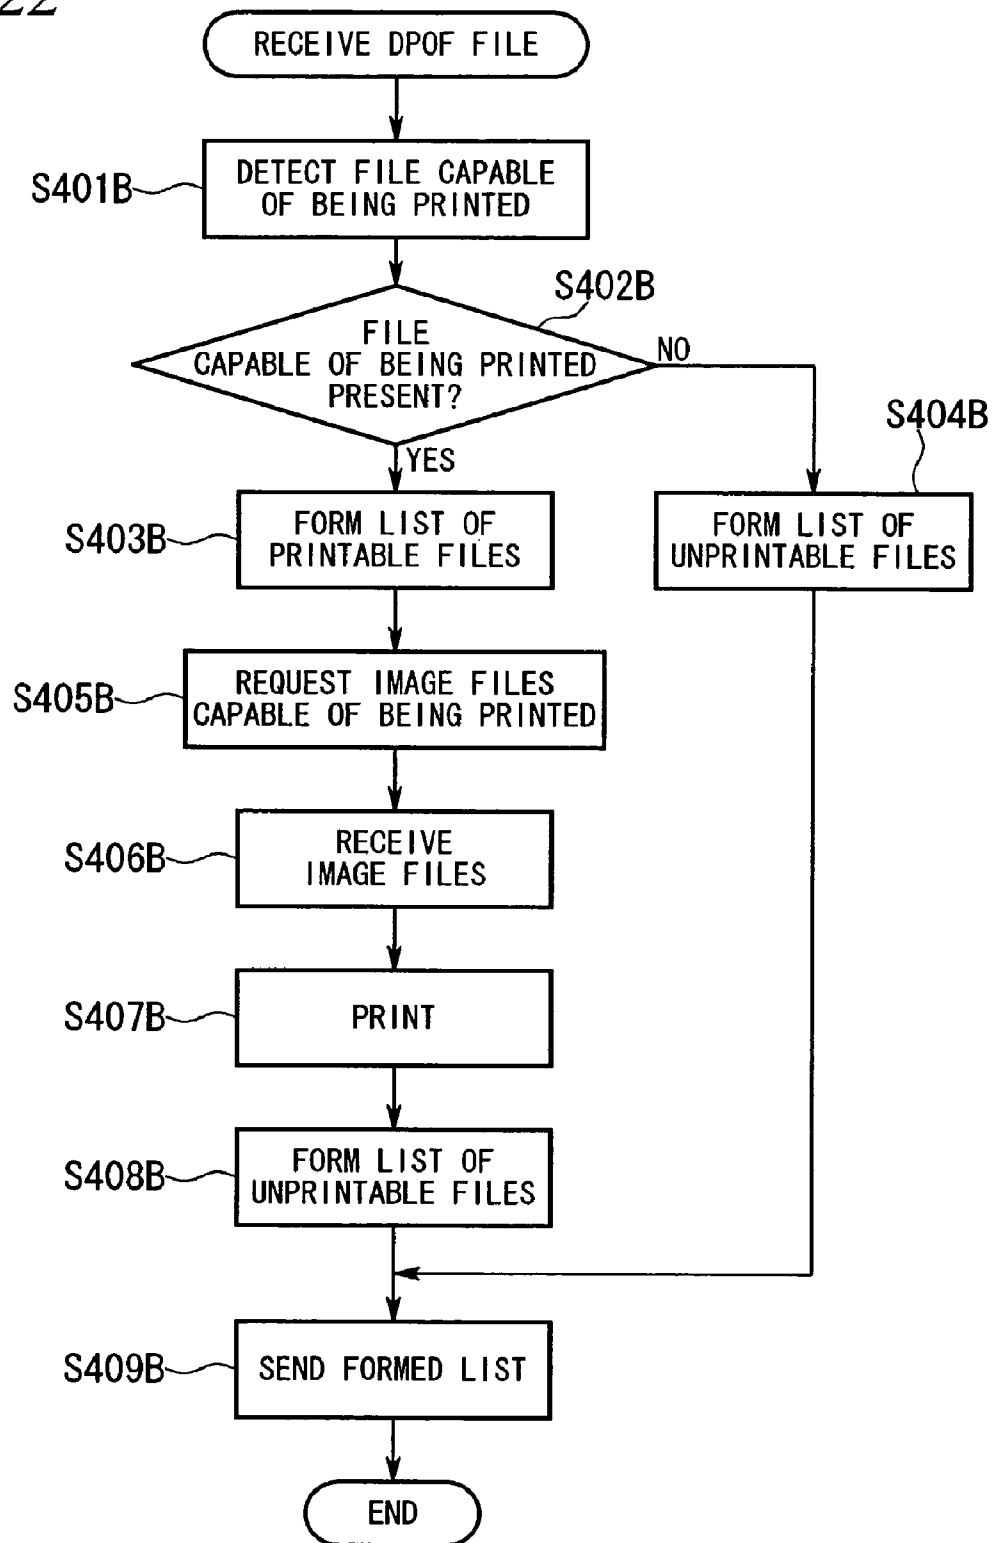 22
RECEIVE DPOF FILE
S401B
DETECT FILE CAPABLE
OF BEING PRINTED
S402B
FILE
CAPABLE OF BEING PRINTED
PRESENT?
NO
YES
S404B
S403B
FORM LIST OF
PRINTABLE FILES
FORM LIST OF
UNPRINTABLE FILES
S405B
REQUEST IMAGE FILES
CAPABLE OF BEING PRINTED
S406B
RECEIVE
IMAGE FILES
S407B
PRINT
S408B
FORM LIST OF
UNPRINTABLE FILES
S409B
SEND FORMED LIST
END